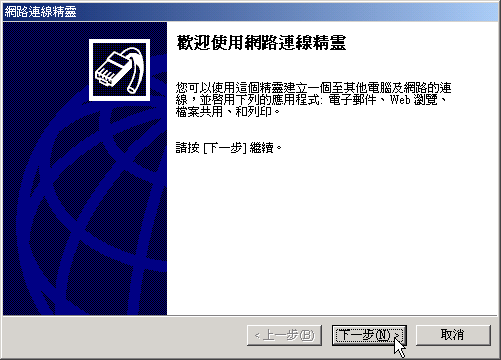 網路連線精靈
歡迎使用網路連線精靈
您可以使用這個精靈建立一個至其他電腦及網路的連
線，並啓用下列的應用程式: 電子郵件、Web 瀏覽、
檔案共用、和列印。
請按 [下一步] 繼續。
< 上一步(B)
下一步(N) >
取消